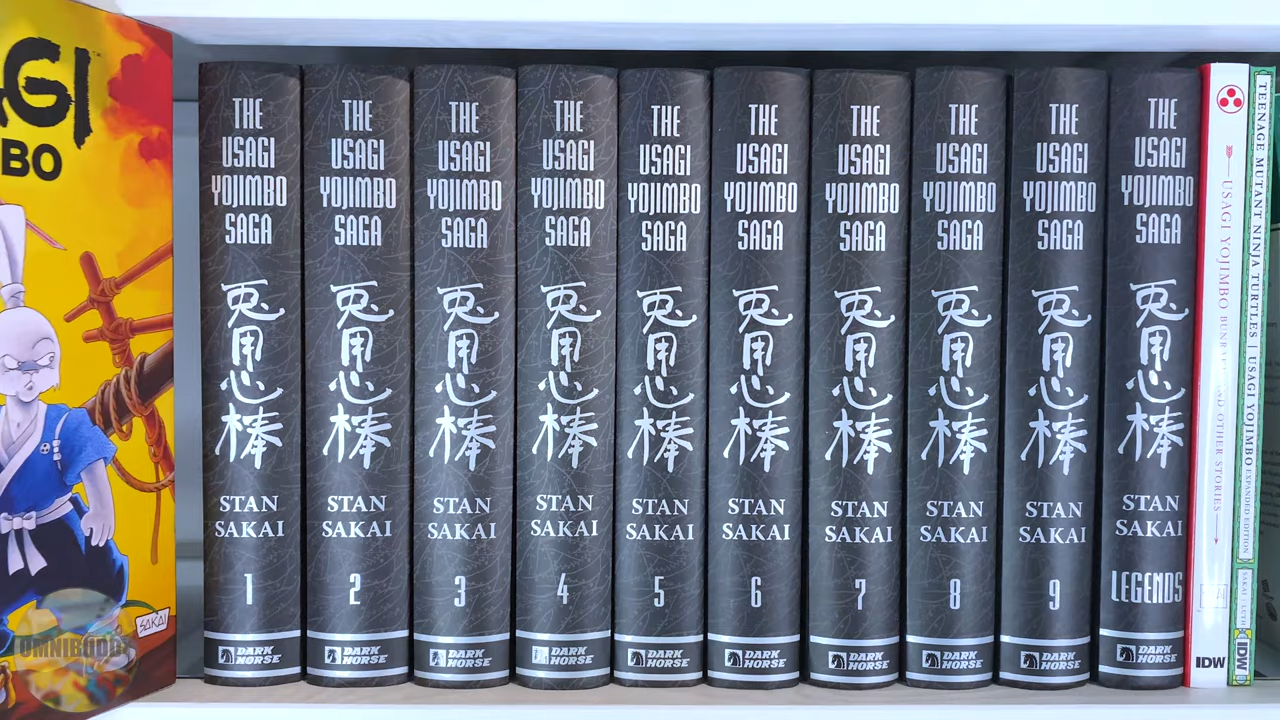 AGI
BO
SAKAI
THE
USAGI
YOJIMBO
SAGA
兎用心棒
STAN
SAKAI
1
DARK
HORSE
THE
USAGI
YOJIMBO
SAGA
兎用心棒
STAN
SAKAI
2
DARK
HORSE
THE
USAGI
YOJIMBO
SAGA
兎用心棒
STAN
SAKAI
3
DARK
HORSE
THE
USAGI
YOJIMBO
SAGA
兎用心棒
STAN
SAKAI
4
DARK
HORSE
THE
USAGI
YOJIMBO
SAGA
兎用心棒
STAN
SAKAI
5
DARK
HORSE
THE
USAGI
YOJIMBO
SAGA
兎用心棒
STAN
SAKAI
6
DARK
HORSE
THE
USAGI
YOJIMBO
SAGA
兎用心棒
STAN
SAKAI
7
DARK
HORSE
THE
USAGI
YOJIMBO
SAGA
兎用心棒
STAN
SAKAI
8
DARK
HORSE
THE
USAGI
YOJIMBO
SAGA
兎用心棒
STAN
SAKAI
9
DARK
HORSE
THE
USAGI
YOJIMBO
SAGA
兎用心棒
STAN
SAKAI
LEGENDS
DARK
HORSE
USAGI YOJIMBO OTHER STORIES
IDW
TEENAGE MUTANT NINJA TURTLES | USAGI YOJIMBO EXPANDED EDITION
SAKAI | LETH
IDW